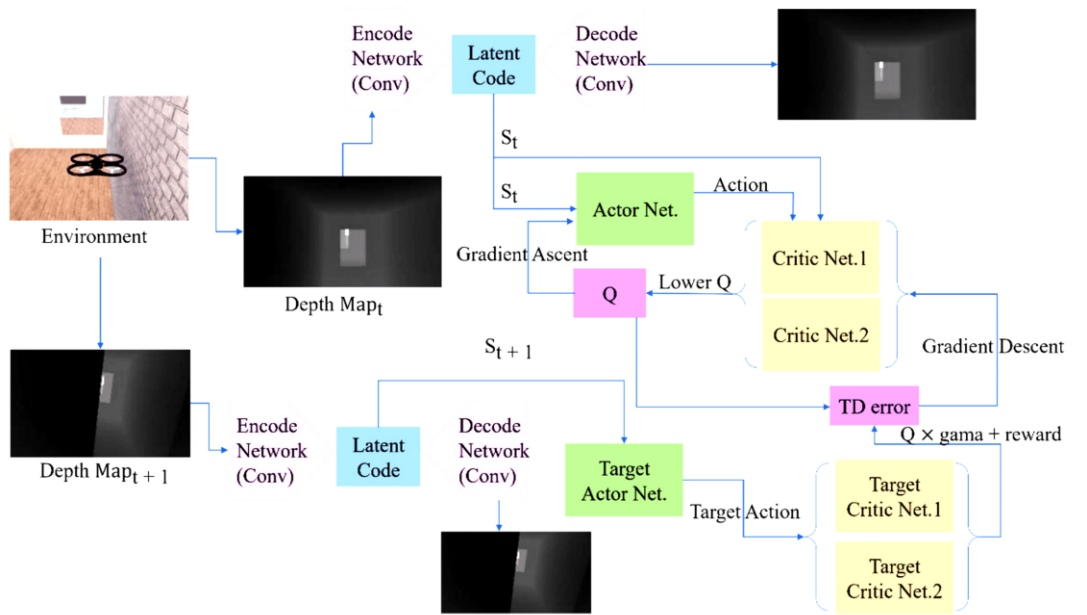 Encode
Network
(Conv)
Latent
Code
Decode
Network
(Conv)
S_t
S_t
Action
Actor Net.
Environment
Gradient Ascent
Critic Net.1
Depth Map_t
Q
Lower Q
Critic Net.2
Gradient Descent
S_{t + 1}
TD error
Q × gama + reward
Encode
Network
(Conv)
Latent
Code
Decode
Network
(Conv)
Depth Map_{t + 1}
Target
Actor Net.
Target Action
Target
Critic Net.1
Target
Critic Net.2